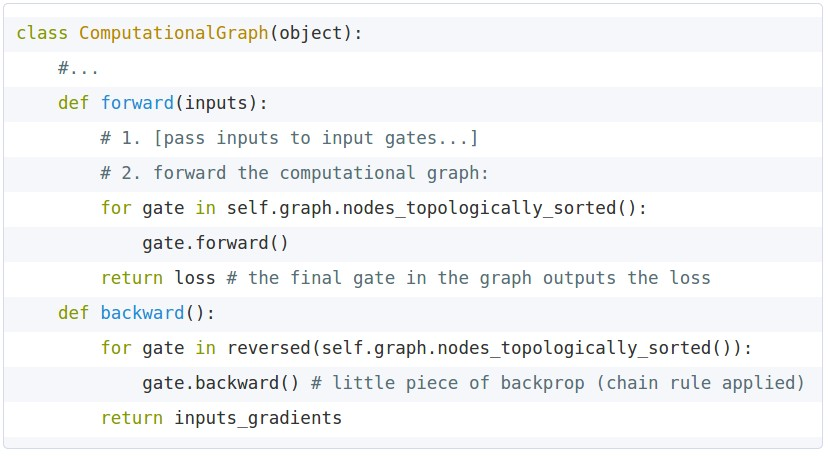 class ComputationalGraph(object):
    #...
    def forward(inputs):
        # 1. [pass inputs to input gates...]
        # 2. forward the computational graph:
        for gate in self.graph.nodes_topologically_sorted():
            gate.forward()
        return loss # the final gate in the graph outputs the loss
    def backward():
        for gate in reversed(self.graph.nodes_topologically_sorted()):
            gate.backward() # little piece of backprop (chain rule applied)
        return inputs_gradients